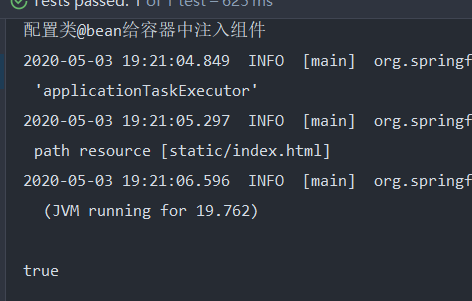 Tests passed: 1 of 1 test – 625 ms
配置类@bean给容器中注入组件
2020-05-03 19:21:04.849 INFO [main] org.springf
'applicationTaskExecutor'
2020-05-03 19:21:05.297 INFO [main] org.springf
path resource [static/index.html]
2020-05-03 19:21:06.596 INFO [main] org.springf
(JVM running for 19.762)
true